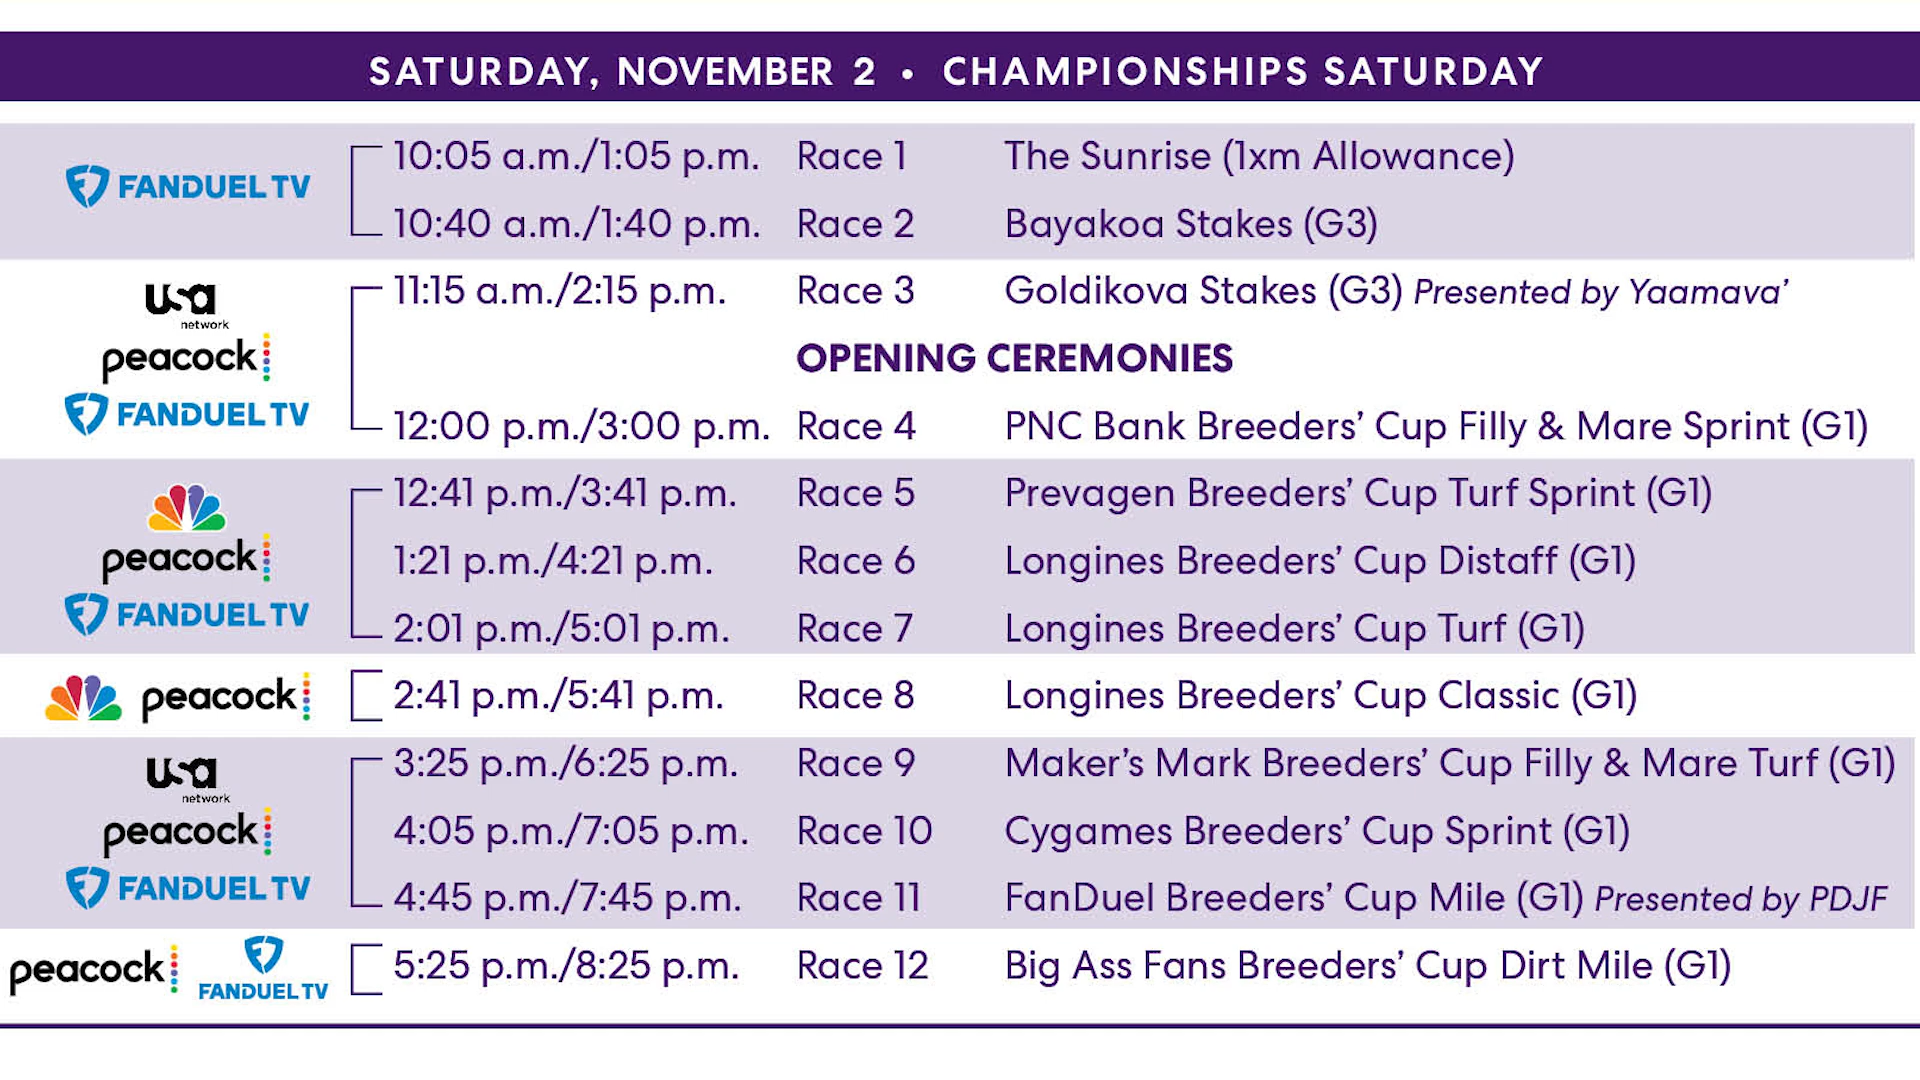 SATURDAY, NOVEMBER 2 • CHAMPIONSHIPS SATURDAY
FANDUEL TV
10:05 a.m./1:05 p.m. Race 1 The Sunrise (1xm Allowance)
10:40 a.m./1:40 p.m. Race 2 Bayakoa Stakes (G3)
usa network
peacock
FANDUEL TV
11:15 a.m./2:15 p.m. Race 3 Goldikova Stakes (G3) Presented by Yaamava’
OPENING CEREMONIES
12:00 p.m./3:00 p.m. Race 4 PNC Bank Breeders’ Cup Filly & Mare Sprint (G1)
peacock
FANDUEL TV
12:41 p.m./3:41 p.m. Race 5 Prevagen Breeders’ Cup Turf Sprint (G1)
1:21 p.m./4:21 p.m. Race 6 Longines Breeders’ Cup Distaff (G1)
2:01 p.m./5:01 p.m. Race 7 Longines Breeders’ Cup Turf (G1)
peacock
2:41 p.m./5:41 p.m. Race 8 Longines Breeders’ Cup Classic (G1)
usa network
peacock
FANDUEL TV
3:25 p.m./6:25 p.m. Race 9 Maker’s Mark Breeders’ Cup Filly & Mare Turf (G1)
4:05 p.m./7:05 p.m. Race 10 Cygames Breeders’ Cup Sprint (G1)
4:45 p.m./7:45 p.m. Race 11 FanDuel Breeders’ Cup Mile (G1) Presented by PDJF
peacock FANDUEL TV
5:25 p.m./8:25 p.m. Race 12 Big Ass Fans Breeders’ Cup Dirt Mile (G1)